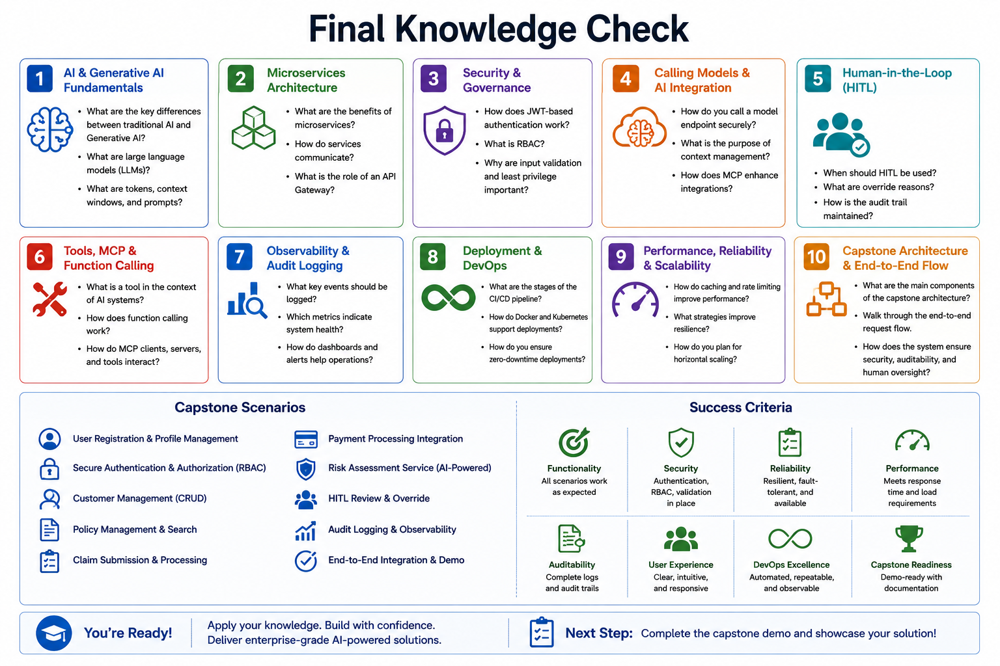 Final Knowledge Check
1
AI & Generative AI
Fundamentals
• What are the key differences
between traditional AI and
Generative AI?
• What are large language
models (LLMs)?
• What are tokens, context
windows, and prompts?
2
Microservices
Architecture
• What are the benefits of
microservices?
• How do services
communicate?
• What is the role of an API
Gateway?
3
Security &
Governance
• How does JWT-based
authentication work?
• What is RBAC?
• Why are input validation
and least privilege
important?
4
Calling Models &
AI Integration
• How do you call a model
endpoint securely?
• What is the purpose of
context management?
• How does MCP enhance
integrations?
5
Human-in-the-Loop
(HITL)
• When should HITL be used?
• What are override reasons?
• How is the audit trail
maintained?
6
Tools, MCP &
Function Calling
• What is a tool in the context
of AI systems?
• How does function calling
work?
• How do MCP clients, servers,
and tools interact?
7
Observability &
Audit Logging
• What key events should be
logged?
• Which metrics indicate
system health?
• How do dashboards and
alerts help operations?
8
Deployment &
DevOps
• What are the stages of the
CI/CD pipeline?
• How do Docker and Kubernetes
support deployments?
• How do you ensure
zero-downtime deployments?
9
Performance, Reliability
& Scalability
• How do caching and rate limiting
improve performance?
• What strategies improve
resilience?
• How do you plan for
horizontal scaling?
10
Capstone Architecture
& End-to-End Flow
• What are the main components
of the capstone architecture?
• Walk through the end-to-end
request flow.
• How does the system ensure
security, auditability, and
human oversight?
Capstone Scenarios
User Registration & Profile Management
Secure Authentication & Authorization (RBAC)
Customer Management (CRUD)
Policy Management & Search
Claim Submission & Processing
Payment Processing Integration
Risk Assessment Service (AI-Powered)
HITL Review & Override
Audit Logging & Observability
End-to-End Integration & Demo
Success Criteria
Functionality
All scenarios work
as expected
Security
Authentication,
RBAC, validation
in place
Reliability
Resilient, fault-
tolerant, and
available
Performance
Meets response
time and load
requirements
Auditability
Complete logs
and audit trails
User Experience
Clear, intuitive,
and responsive
DevOps Excellence
Automated, repeatable,
and observable
Capstone Readiness
Demo-ready with
documentation
You're Ready!
Apply your knowledge. Build with confidence.
Deliver enterprise-grade AI-powered solutions.
Next Step: Complete the capstone demo and showcase your solution!